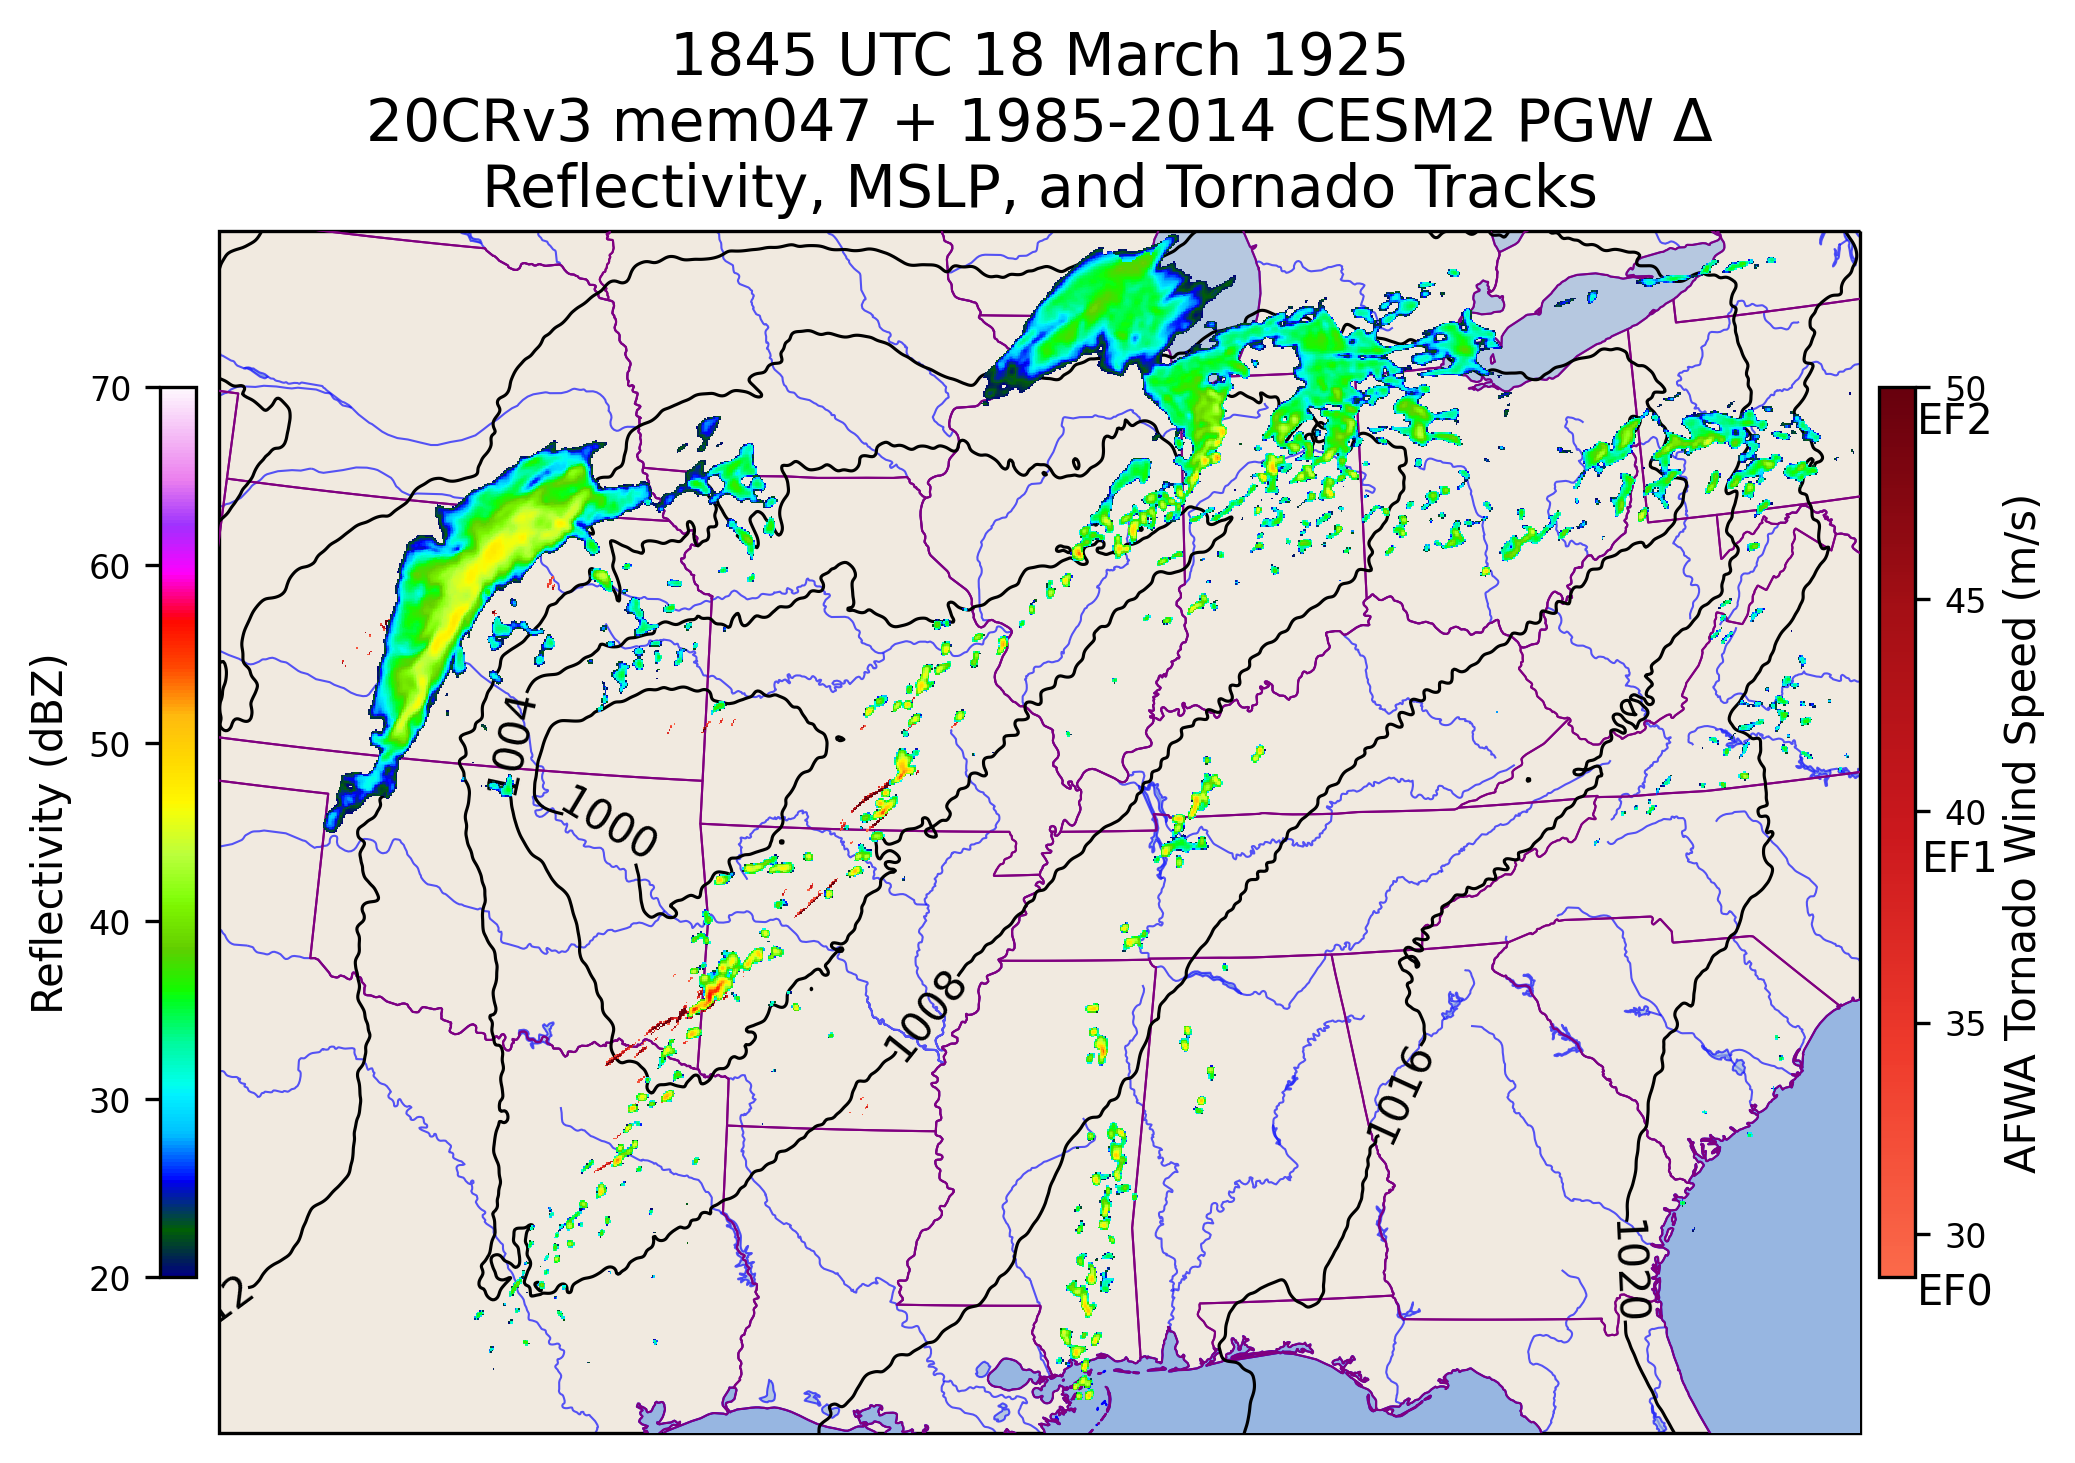 1845 UTC 18 March 1925
20CRv3 mem047 + 1985-2014 CESM2 PGW Δ
Reflectivity, MSLP, and Tornado Tracks
70
60
50
40
30
20
Reflectivity (dBZ)
1004
1000
1008
1016
1020
12
50
EF2
45
40
EF1
35
30
EF0
AFWA Tornado Wind Speed (m/s)